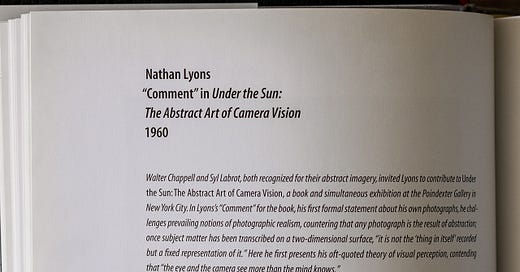 Nathan Lyons
“Comment” in Under the Sun:
The Abstract Art of Camera Vision
1960
Walter Chappell and Syl Labrot, both recognized for their abstract imagery, invited Lyons to contribute to Under
the Sun: The Abstract Art of Camera Vision, a book and simultaneous exhibition at the Poindexter Gallery in
New York City. In Lyons’s “Comment” for the book, his first formal statement about his own photographs, he chal-
lenges prevailing notions of photographic realism, countering that any photograph is the result of abstraction;
once subject matter has been transcribed on a two-dimensional surface, “it is not the ‘thing in itself’ recorded
but a fixed representation of it.” Here he first presents his oft-quoted theory of visual perception, contending
that “the eye and the camera see more than the mind knows.”